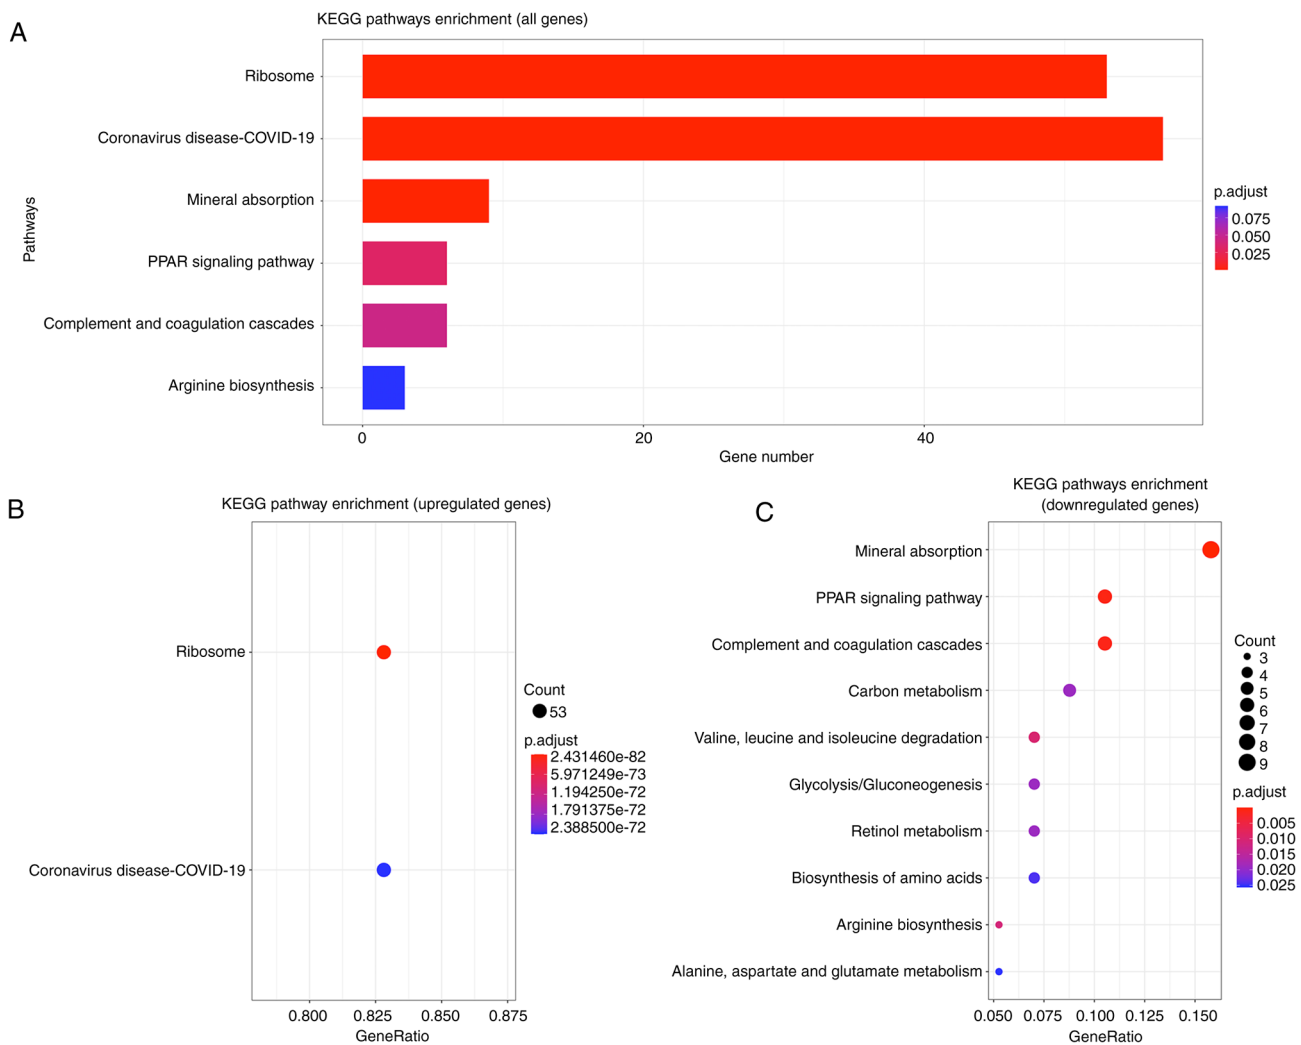 A
KEGG pathways enrichment (all genes)
Pathways
Ribosome
Coronavirus disease-COVID-19
Mineral absorption
PPAR signaling pathway
Complement and coagulation cascades
Arginine biosynthesis
0
20
40
Gene number
p.adjust
0.075
0.050
0.025
B
KEGG pathway enrichment (upregulated genes)
Ribosome
Coronavirus disease-COVID-19
0.800
0.825
0.850
0.875
GeneRatio
Count
53
p.adjust
2.431460e-82
5.971249e-73
1.194250e-72
1.791375e-72
2.388500e-72
C
KEGG pathways enrichment
(downregulated genes)
Mineral absorption
PPAR signaling pathway
Complement and coagulation cascades
Carbon metabolism
Valine, leucine and isoleucine degradation
Glycolysis/Gluconeogenesis
Retinol metabolism
Biosynthesis of amino acids
Arginine biosynthesis
Alanine, aspartate and glutamate metabolism
0.050
0.075
0.100
0.125
0.150
GeneRatio
Count
3
4
5
6
7
8
9
p.adjust
0.005
0.010
0.015
0.020
0.025